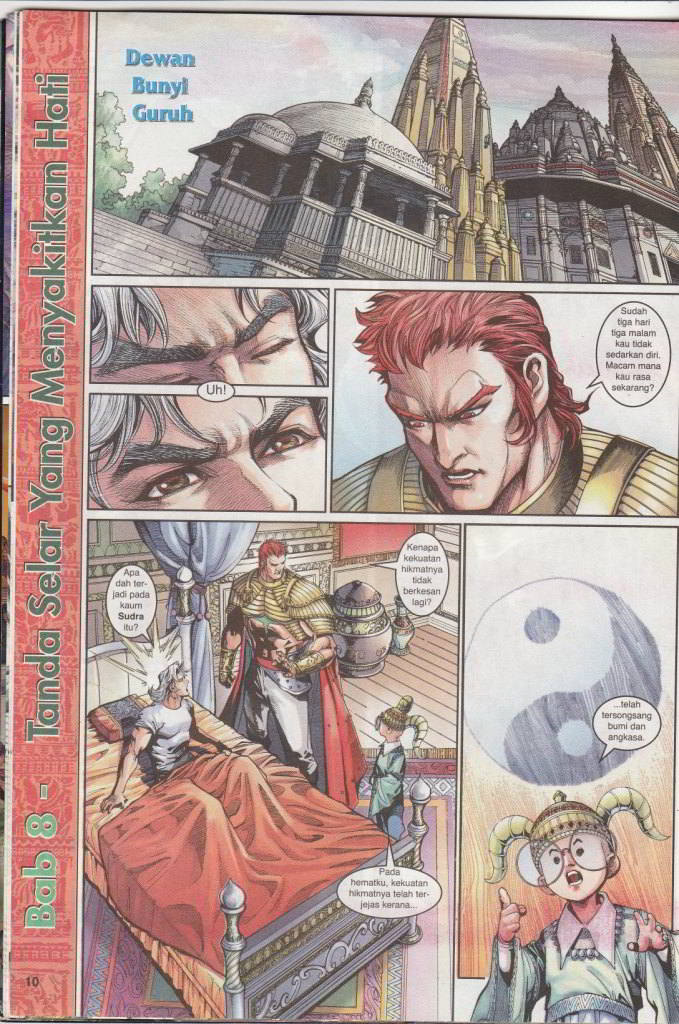 Bab 8 - Tanda Selar Yang Menyakitkan Hati
Dewan
Bunyi
Guruh
Uh!
Sudah
tiga hari
tiga malam
kau tidak
sedarkan diri.
Macam mana
kau rasa
sekarang?
Apa
dah ter-
jadi pada
kaum
Sudra
itu?
Kenapa
kekuatan
hikmatnya
tidak
berkesan
lagi?
Pada
hematku, kekuatan
hikmatnya telah ter-
jejas kerana...
...telah
tersongsang
bumi dan
angkasa.
10